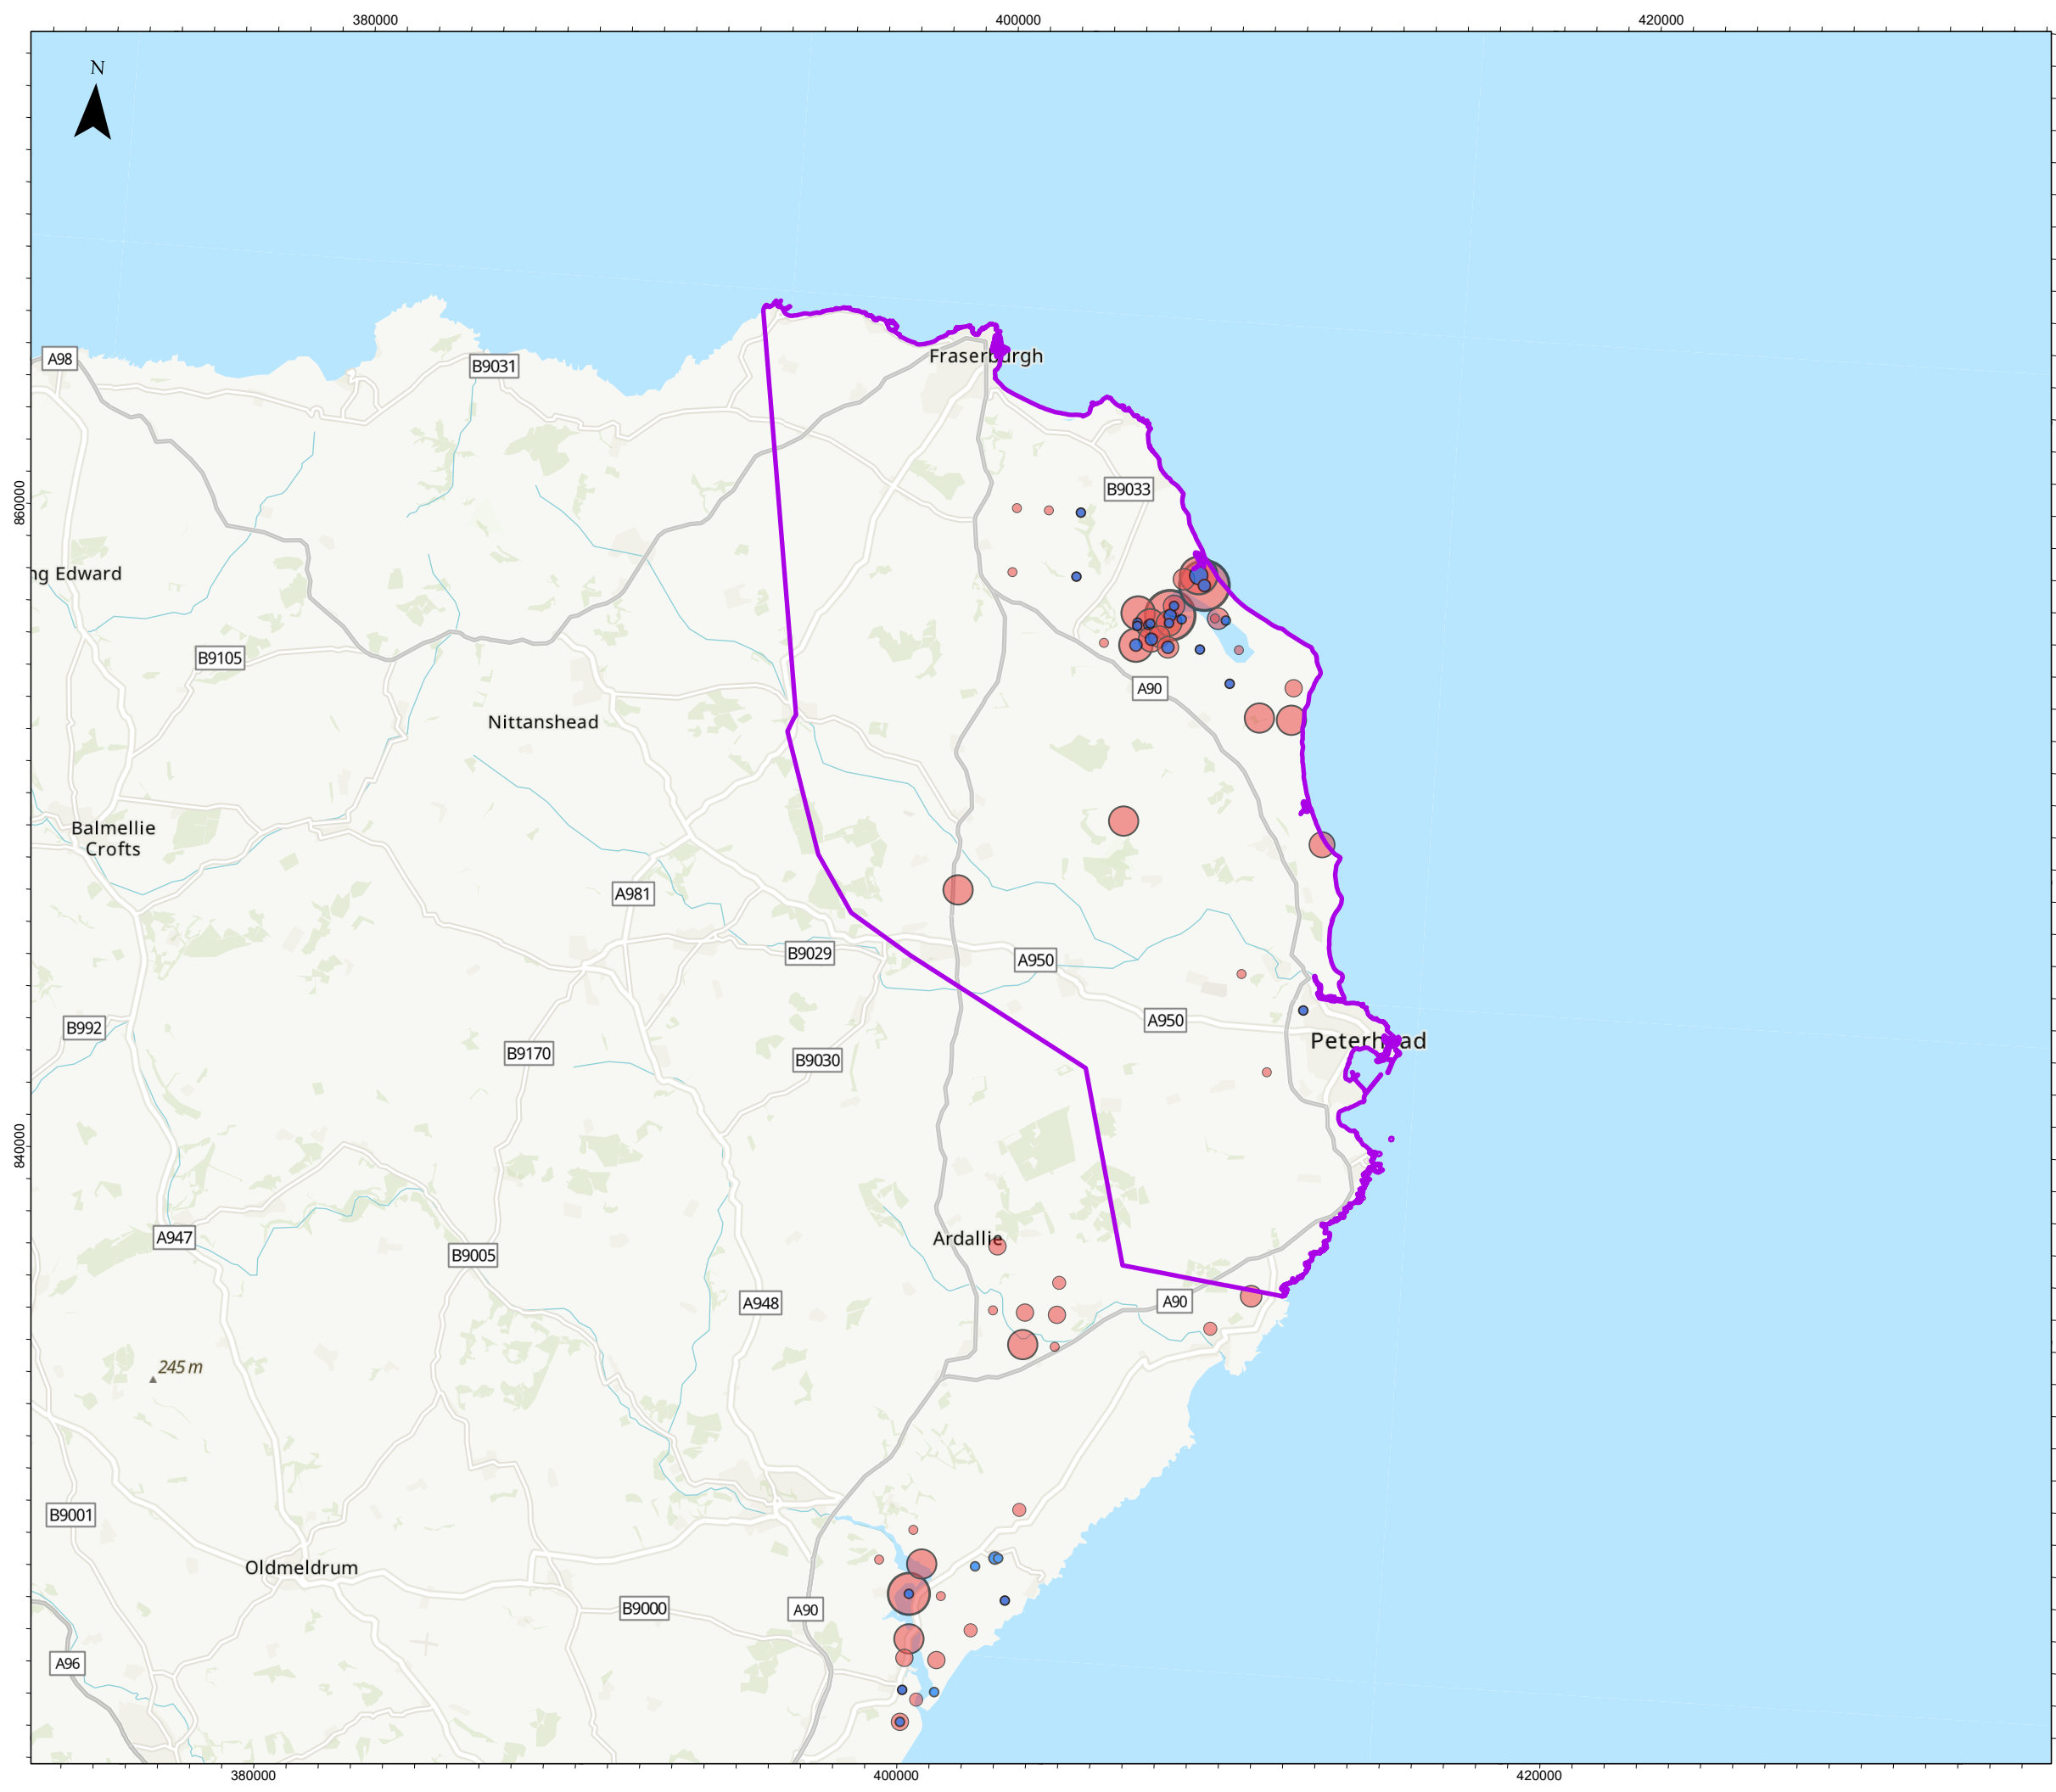 380000
400000
420000
N
A98
B9031
Fraserburgh
B9033
860000
ng Edward
B9105
A90
Nittanshead
Balmellie
Crofts
A981
B9029
A950
B992
A950
B9170
B9030
Peterhead
840000
A947
Ardallie
B9005
A948
A90
245 m
B9001
Oldmeldrum
B9000
A90
A96
380000
400000
420000